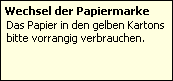 Wechsel der Papiermarke
Das Papier in den gelben Kartons
bitte vorrangig verbrauchen.